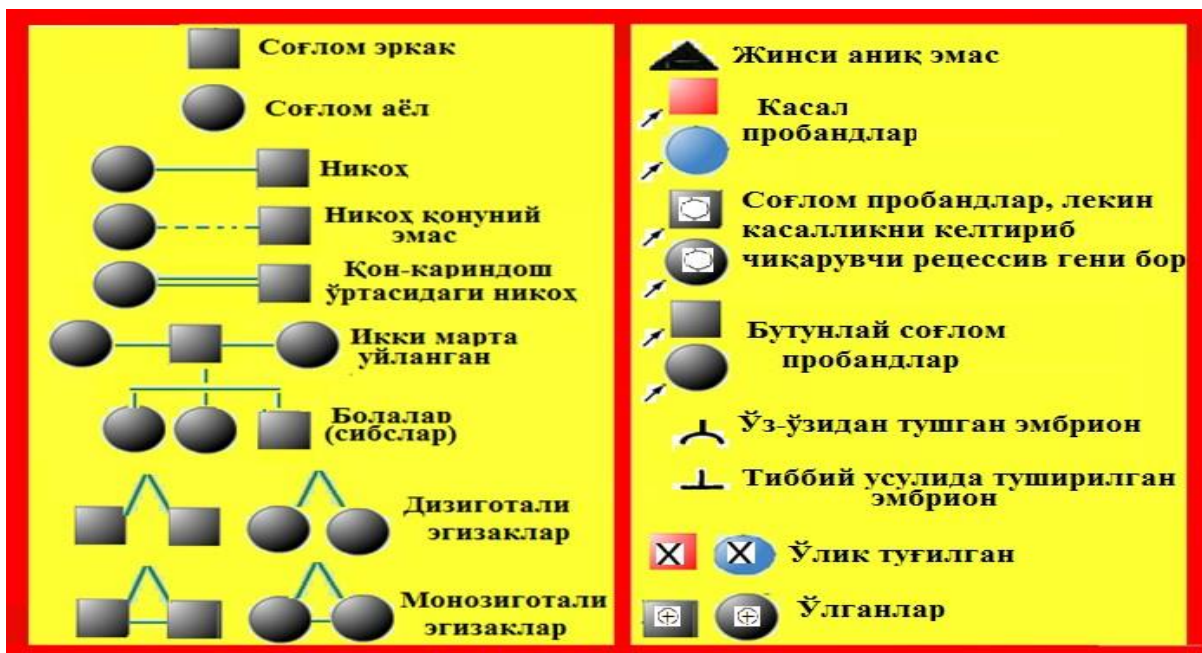 Соғлом эркак
Соғлом аёл
Никоҳ
Никоҳ қонуний
эмас
Қон-кариндош
ўртасидаги никоҳ
Икки марта
уйланган
Болалар
(сибслар)
Дизиготали
эгизаклар
Монозиготали
эгизаклар
Жинси аниқ эмас
Касал
пробандлар
Соғлом пробандлар, лекин
касалликни келтириб
чиқарувчи рецессив гени бор
Бутунлай соғлом
пробандлар
Ўз-ўзидан тушган эмбрион
Тиббий усулида туширилган
эмбрион
Ўлик туғилган
Ўлганлар